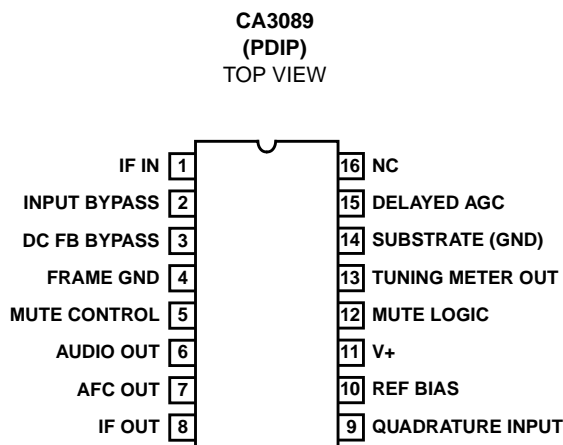 CA3089
(PDIP)
TOP VIEW
IF IN 1 16 NC
INPUT BYPASS 2 15 DELAYED AGC
DC FB BYPASS 3 14 SUBSTRATE (GND)
FRAME GND 4 13 TUNING METER OUT
MUTE CONTROL 5 12 MUTE LOGIC
AUDIO OUT 6 11 V+
AFC OUT 7 10 REF BIAS
IF OUT 8 9 QUADRATURE INPUT